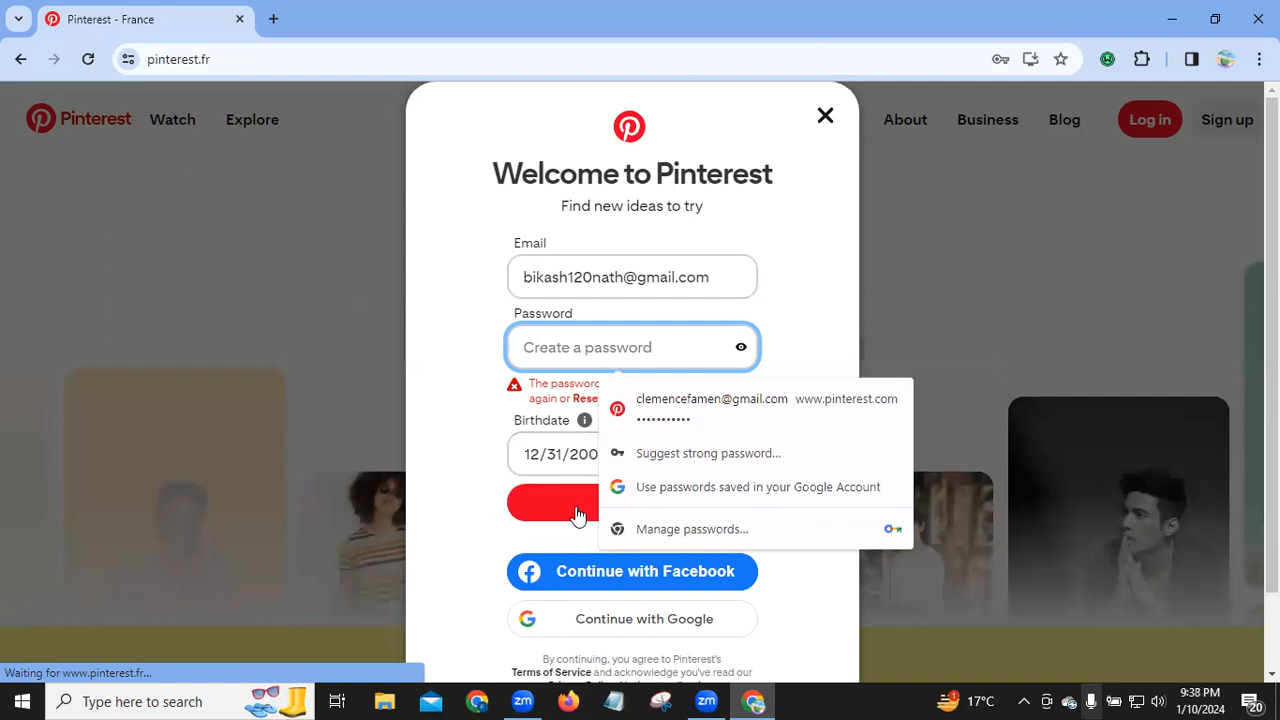 Pinterest - France
pinterest.fr
Pinterest Watch Explore About Business Blog Log in Sign up
Welcome to Pinterest
Find new ideas to try
Email
bikash120nath@gmail.com
Password
Create a password
The password
again or Rese
clemencefamen@gmail.com www.pinterest.com
•••••••••••
Suggest strong password...
Use passwords saved in your Google Account
Manage passwords...
Birthdate
12/31/200
Continue with Facebook
Continue with Google
By continuing, you agree to Pinterest's
Terms of Service and acknowledge you've read our
Waiting for www.pinterest.fr...
Type here to search
zm
zm
17°C
9:38 PM
1/10/2024
20